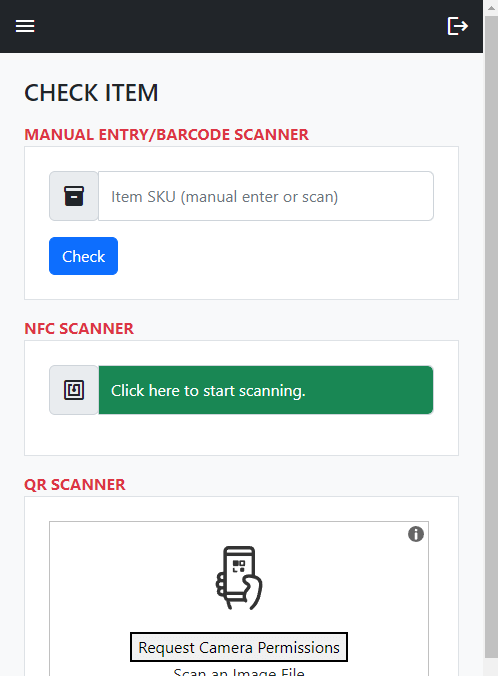 CHECK ITEM
MANUAL ENTRY/BARCODE SCANNER
Item SKU (manual enter or scan)
Check
NFC SCANNER
Click here to start scanning.
QR SCANNER
Request Camera Permissions
Scan an Image File